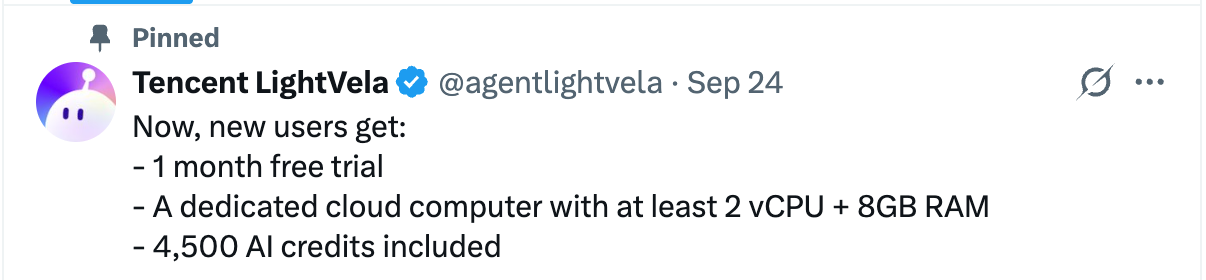 Pinned
Tencent LightVela @agentlightvela · Sep 24
Now, new users get:
- 1 month free trial
- A dedicated cloud computer with at least 2 vCPU + 8GB RAM
- 4,500 AI credits included